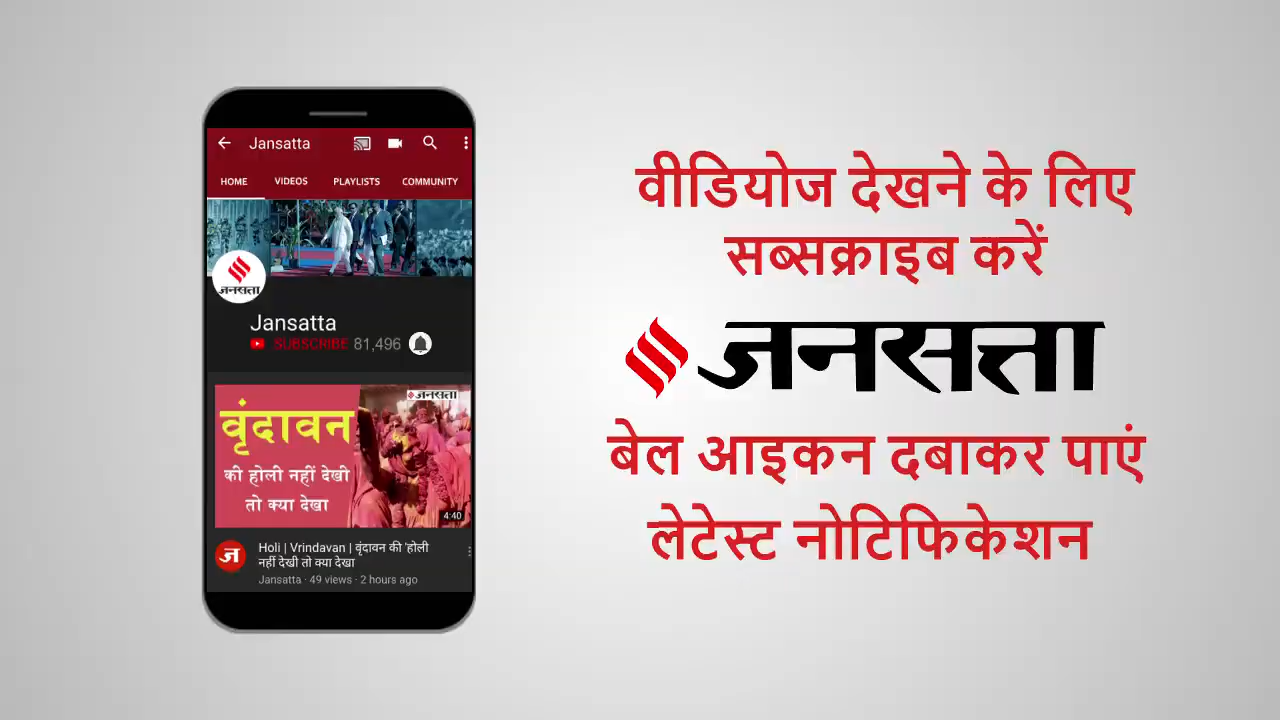 Jansatta
HOME VIDEOS PLAYLISTS COMMUNITY
जनसत्ता
Jansatta
SUBSCRIBE 81,496
जनसत्ता
वृंदावन
की होली नहीं देखी
तो क्या देखा
4:40
ज
Holi | Vrindavan | वृंदावन की 'होली
नहीं देखी तो क्या देखा
Jansatta · 49 views · 2 hours ago
वीडियोज देखने के लिए
सब्सक्राइब करें
जनसत्ता
बेल आइकन दबाकर पाएं
लेटेस्ट नोटिफिकेशन